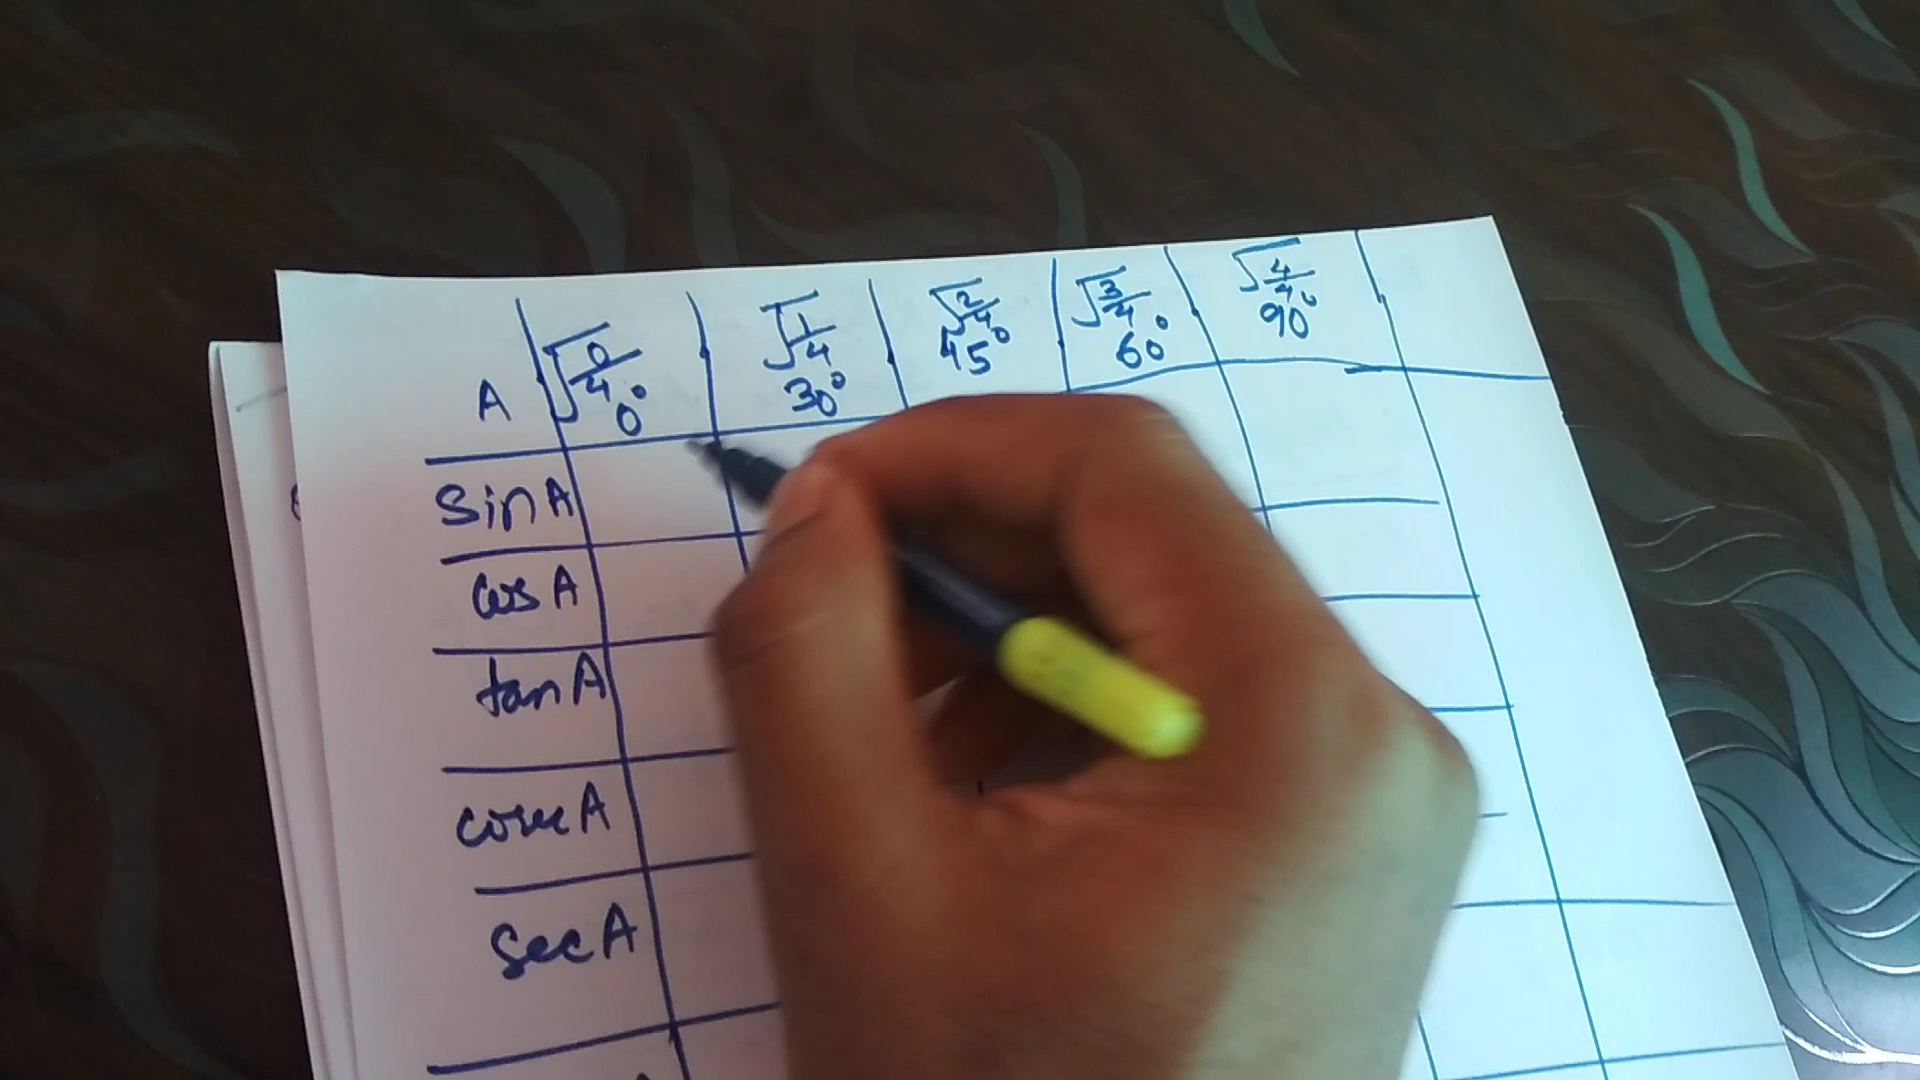 A √0/4 0° √1/4 30° √2/4 45° √3/4 60° √4/4 90°
sin A
cos A
tan A
cosec A
sec A